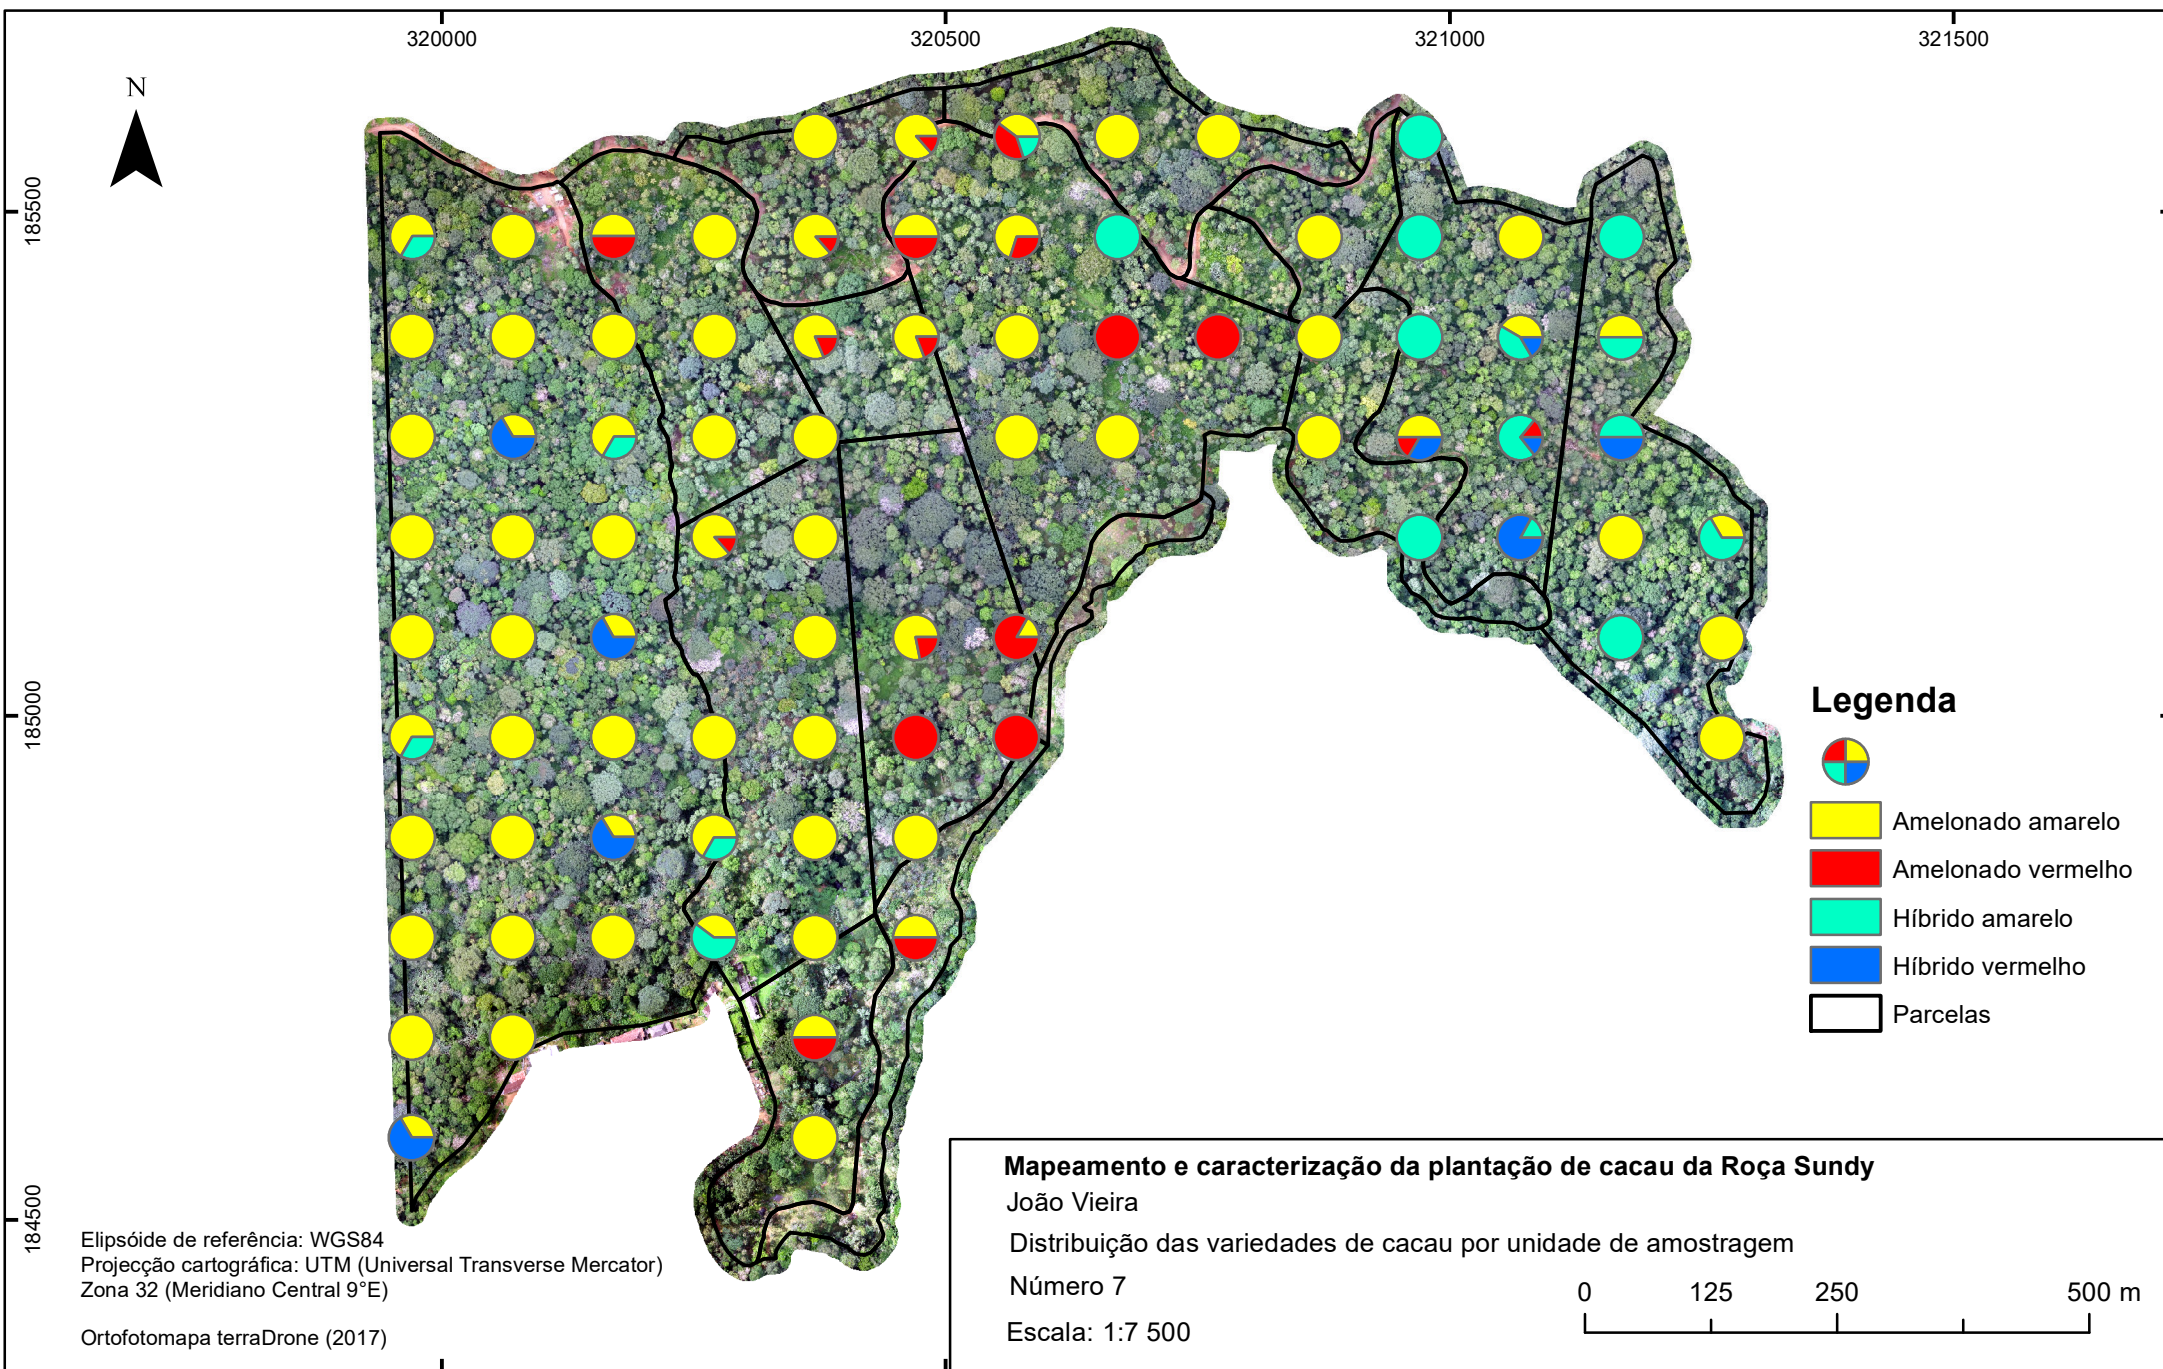 320000
320500
321000
321500
N
185500
185000
184500
Legenda
Amelonado amarelo
Amelonado vermelho
Híbrido amarelo
Híbrido vermelho
Parcelas
Elipsóide de referência: WGS84
Projecção cartográfica: UTM (Universal Transverse Mercator)
Zona 32 (Meridiano Central 9°E)
Ortofotomapa terraDrone (2017)
Mapeamento e caracterização da plantação de cacau da Roça Sundy
João Vieira
Distribuição das variedades de cacau por unidade de amostragem
Número 7
Escala: 1:7 500
0 125 250 500 m